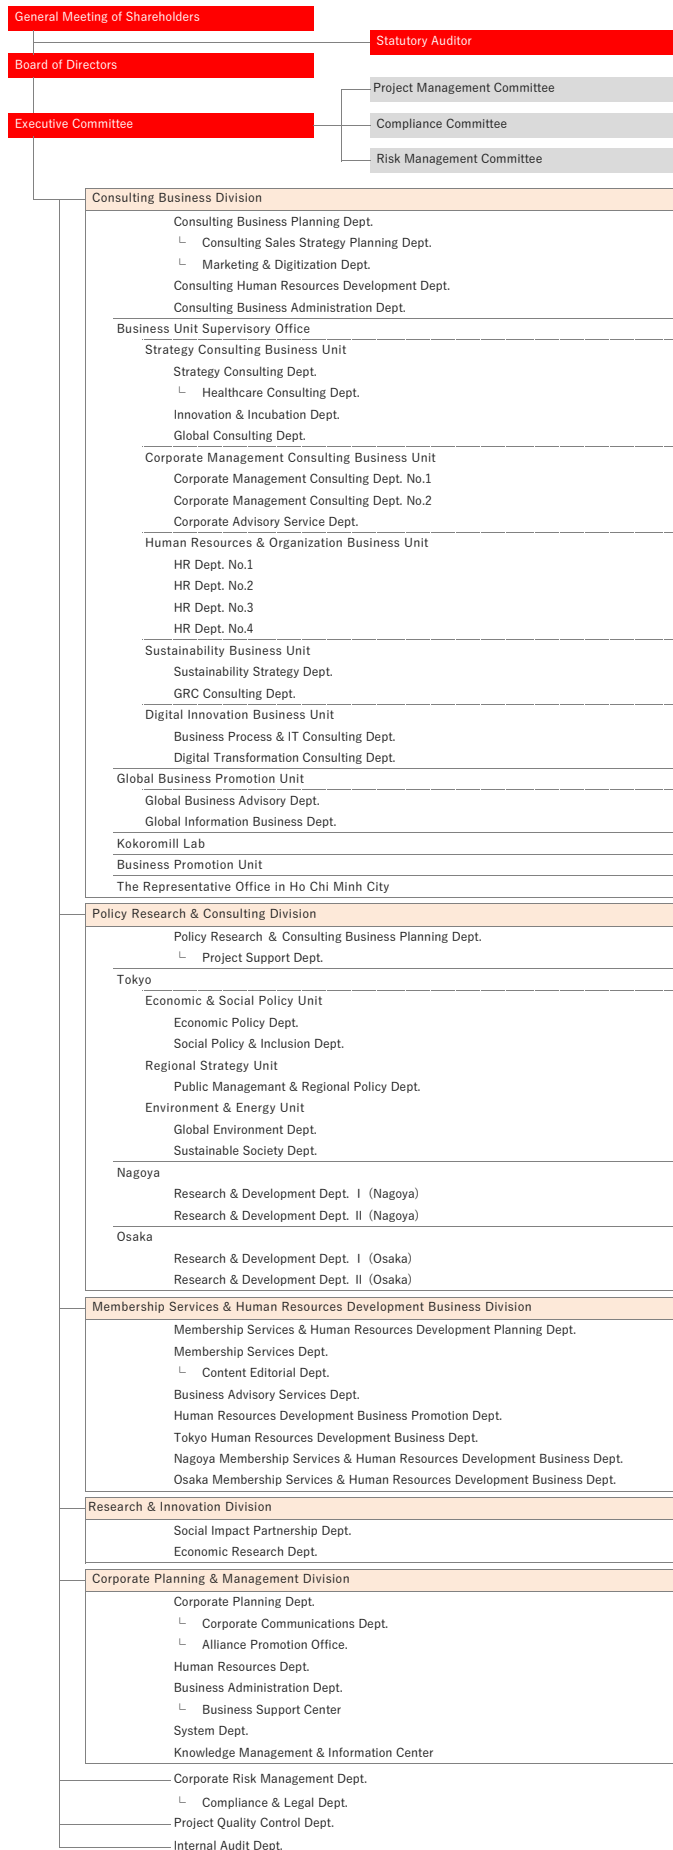 General Meeting of Shareholders
Statutory Auditor
Board of Directors
Project Management Committee
Executive Committee
Compliance Committee
Risk Management Committee
Consulting Business Division
Consulting Business Planning Dept.
└ Consulting Sales Strategy Planning Dept.
└ Marketing & Digitization Dept.
Consulting Human Resources Development Dept.
Consulting Business Administration Dept.
Business Unit Supervisory Office
Strategy Consulting Business Unit
Strategy Consulting Dept.
└ Healthcare Consulting Dept.
Innovation & Incubation Dept.
Global Consulting Dept.
Corporate Management Consulting Business Unit
Corporate Management Consulting Dept. No.1
Corporate Management Consulting Dept. No.2
Corporate Advisory Service Dept.
Human Resources & Organization Business Unit
HR Dept. No.1
HR Dept. No.2
HR Dept. No.3
HR Dept. No.4
Sustainability Business Unit
Sustainability Strategy Dept.
GRC Consulting Dept.
Digital Innovation Business Unit
Business Process & IT Consulting Dept.
Digital Transformation Consulting Dept.
Global Business Promotion Unit
Global Business Advisory Dept.
Global Information Business Dept.
Kokoromill Lab
Business Promotion Unit
The Representative Office in Ho Chi Minh City
Policy Research & Consulting Division
Policy Research & Consulting Business Planning Dept.
└ Project Support Dept.
Tokyo
Economic & Social Policy Unit
Economic Policy Dept.
Social Policy & Inclusion Dept.
Regional Strategy Unit
Public Managemant & Regional Policy Dept.
Environment & Energy Unit
Global Environment Dept.
Sustainable Society Dept.
Nagoya
Research & Development Dept. Ⅰ (Nagoya)
Research & Development Dept. Ⅱ (Nagoya)
Osaka
Research & Development Dept. Ⅰ (Osaka)
Research & Development Dept. Ⅱ (Osaka)
Membership Services & Human Resources Development Business Division
Membership Services & Human Resources Development Planning Dept.
Membership Services Dept.
└ Content Editorial Dept.
Business Advisory Services Dept.
Human Resources Development Business Promotion Dept.
Tokyo Human Resources Development Business Dept.
Nagoya Membership Services & Human Resources Development Business Dept.
Osaka Membership Services & Human Resources Development Business Dept.
Research & Innovation Division
Social Impact Partnership Dept.
Economic Research Dept.
Corporate Planning & Management Division
Corporate Planning Dept.
└ Corporate Communications Dept.
└ Alliance Promotion Office.
Human Resources Dept.
Business Administration Dept.
└ Business Support Center
System Dept.
Knowledge Management & Information Center
Corporate Risk Management Dept.
└ Compliance & Legal Dept.
Project Quality Control Dept.
Internal Audit Dept.